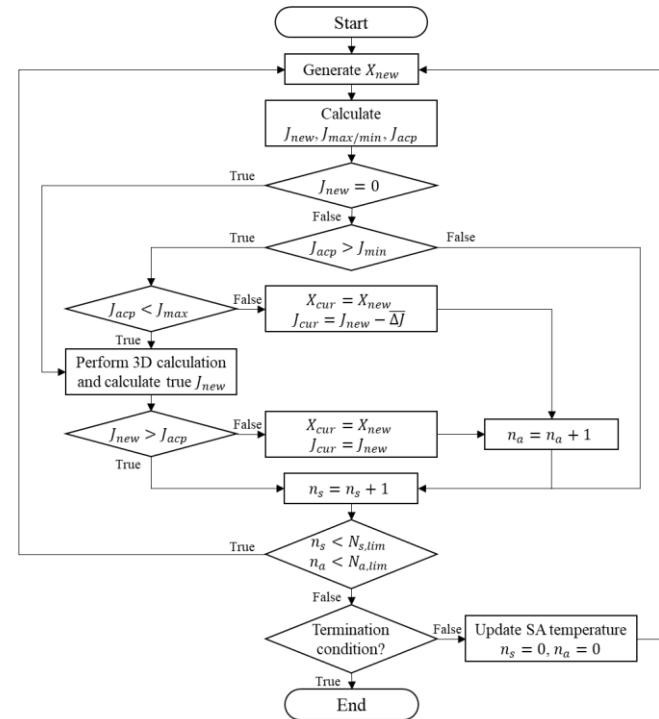 Start
Generate X_new
Calculate
J_new, J_max/min, J_acp
True
J_new = 0
False
True
J_acp > J_min
False
J_acp < J_max
False
X_cur = X_new
J_cur = J_new − \overline{ΔJ}
True
Perform 3D calculation
and calculate true J_new
J_new > J_acp
False
X_cur = X_new
J_cur = J_new
n_a = n_a + 1
True
n_s = n_s + 1
True
n_s < N_s,lim
n_a < N_a,lim
False
Termination
condition?
False
Update SA temperature
n_s = 0, n_a = 0
True
End